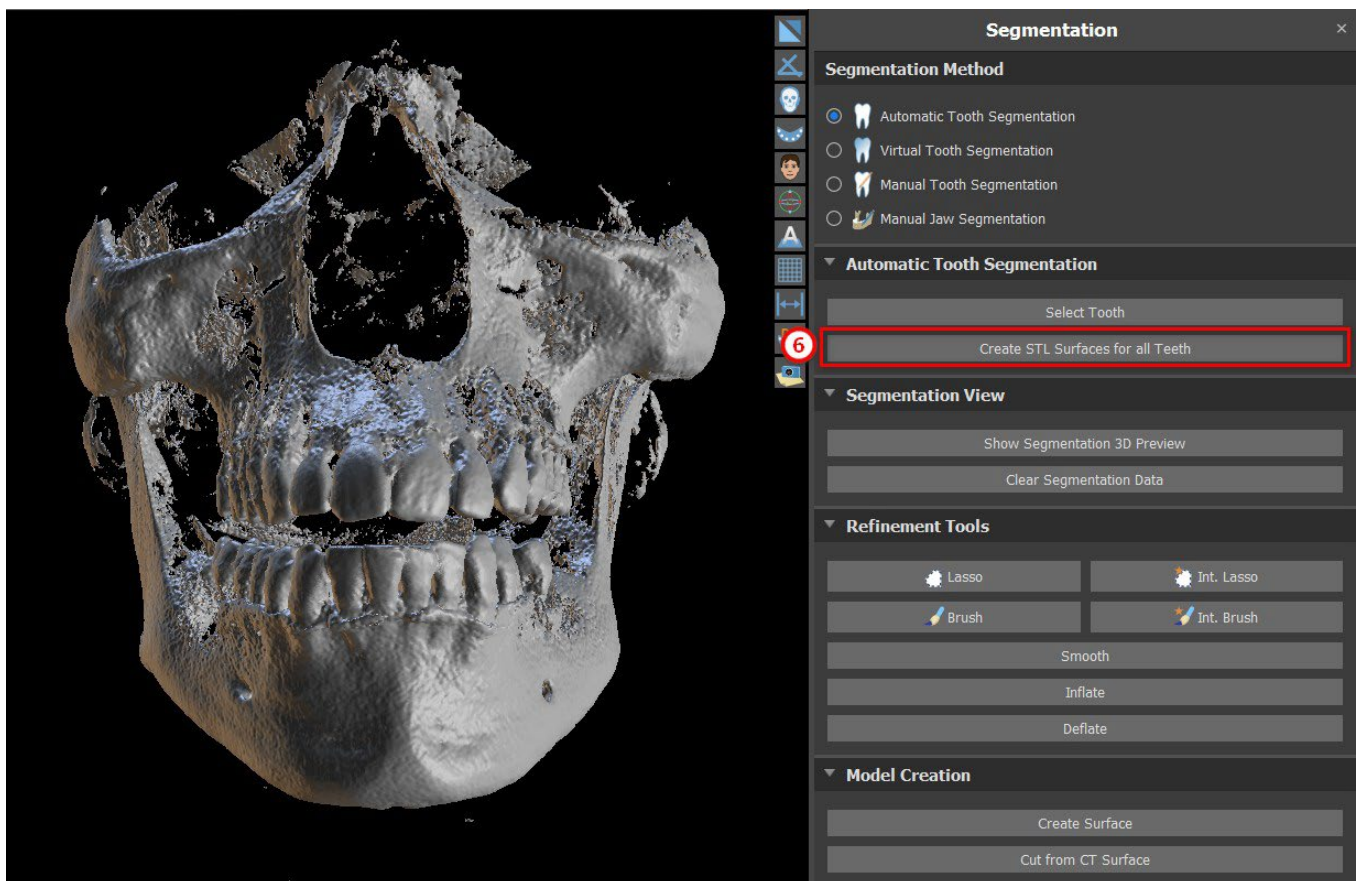 Segmentation
Segmentation Method
Automatic Tooth Segmentation
Virtual Tooth Segmentation
Manual Tooth Segmentation
Manual Jaw Segmentation
Automatic Tooth Segmentation
Select Tooth
6
Create STL Surfaces for all Teeth
Segmentation View
Show Segmentation 3D Preview
Clear Segmentation Data
Refinement Tools
Lasso Int. Lasso
Brush Int. Brush
Smooth
Inflate
Deflate
Model Creation
Create Surface
Cut from CT Surface